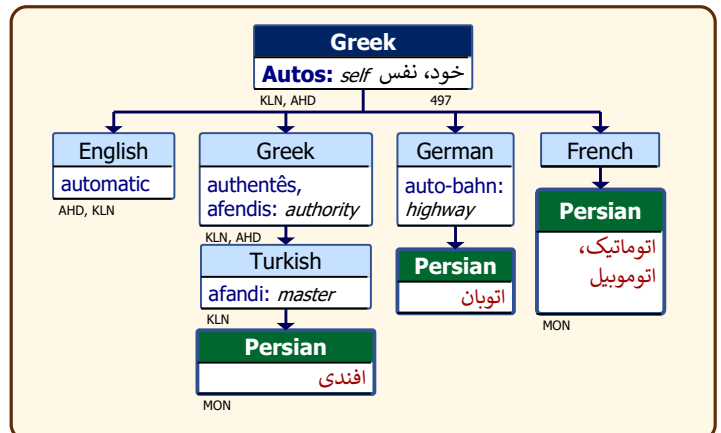 Greek
Autos: self خود، نفس
KLN, AHD 497
English
automatic
AHD, KLN
Greek
authentês,
afendis: authority
KLN, AHD
Turkish
afandi: master
KLN
Persian
افندی
MON
German
auto-bahn:
highway
Persian
اتوبان
French
Persian
اتوماتیک،
اتوموبیل
MON